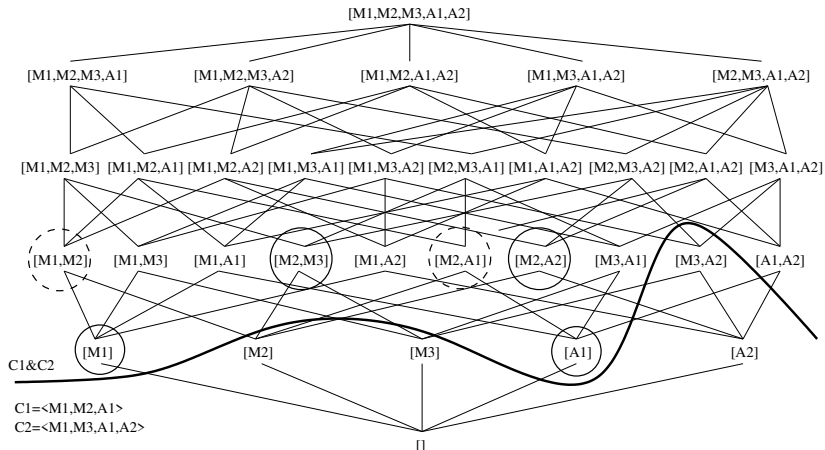 [M1,M2,M3,A1,A2]
[M1,M2,M3,A1] [M1,M2,M3,A2] [M1,M2,A1,A2] [M1,M3,A1,A2] [M2,M3,A1,A2]
[M1,M2,M3] [M1,M2,A1] [M1,M2,A2] [M1,M3,A1] [M1,M3,A2] [M2,M3,A1] [M1,A1,A2] [M2,M3,A2] [M2,A1,A2] [M3,A1,A2]
[M1,M2] [M1,M3] [M1,A1] [M2,M3] [M1,A2] [M2,A1] [M2,A2] [M3,A1] [M3,A2] [A1,A2]
[M1] [M2] [M3] [A1] [A2]
C1&C2
C1=<M1,M2,A1>
C2=<M1,M3,A1,A2>
[]